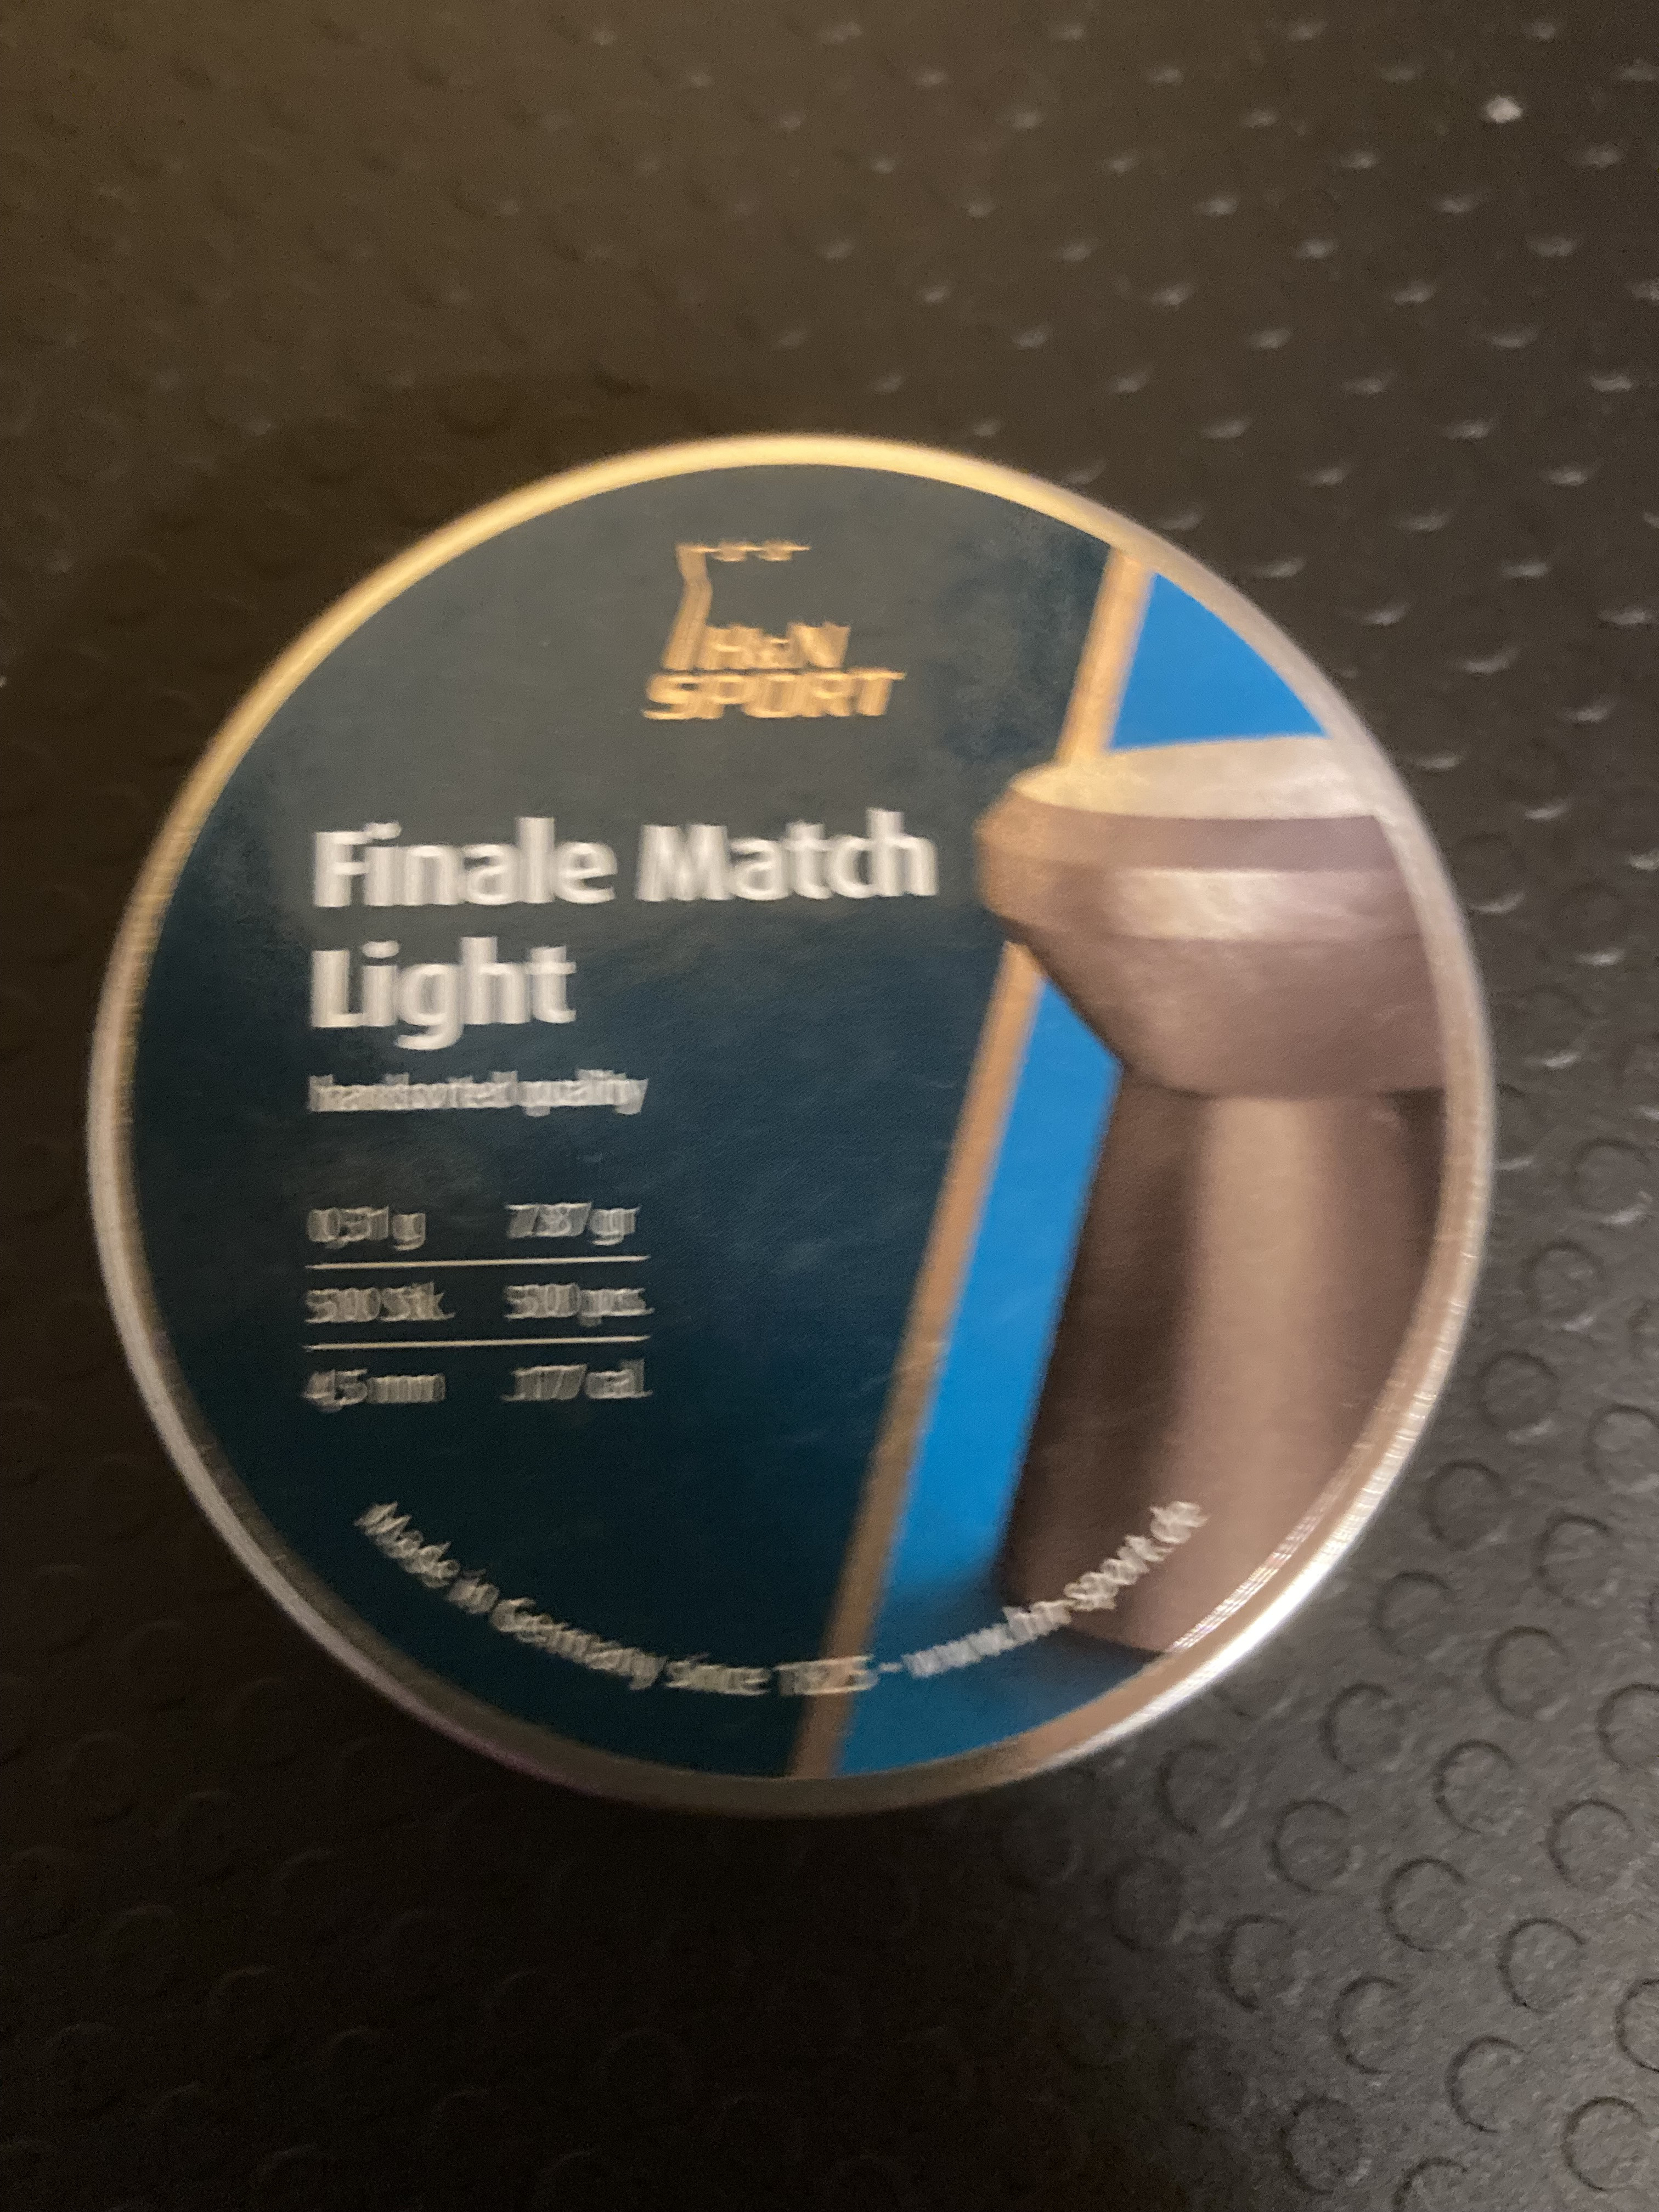 H&N
SPORT
Finale Match
Light
handsorted quality
0,51 g 7.87 gr
500 Stk. 500 pcs.
4,5 mm .177 cal.
Made in Germany since 1825 – www.hn-sport.de